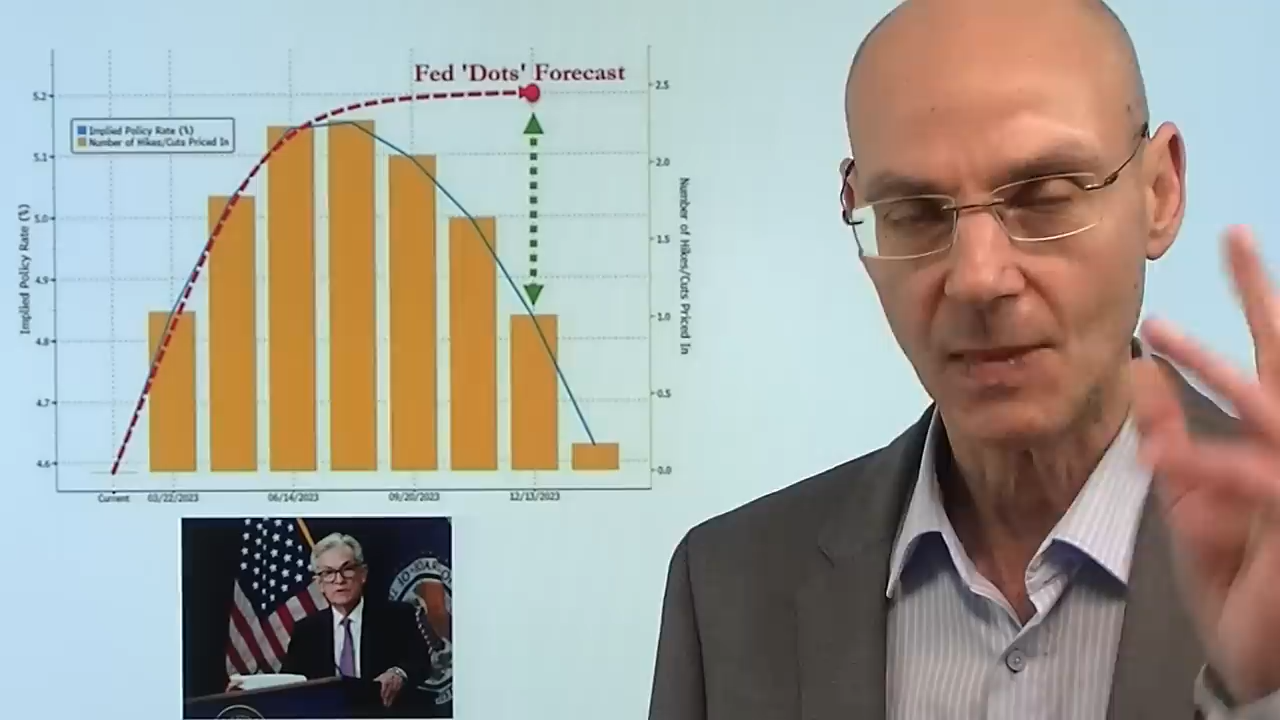 Fed 'Dots' Forecast
Implied Policy Rate (%)
Number of Hikes/Cuts Priced In
5.2
5.1
5.0
4.9
4.8
4.7
4.6
Implied Policy Rate (%)
2.5
2.0
1.5
1.0
0.5
0.0
Number of Hikes/Cuts Priced In
Current 03/22/2023 06/14/2023 09/20/2023 12/13/2023